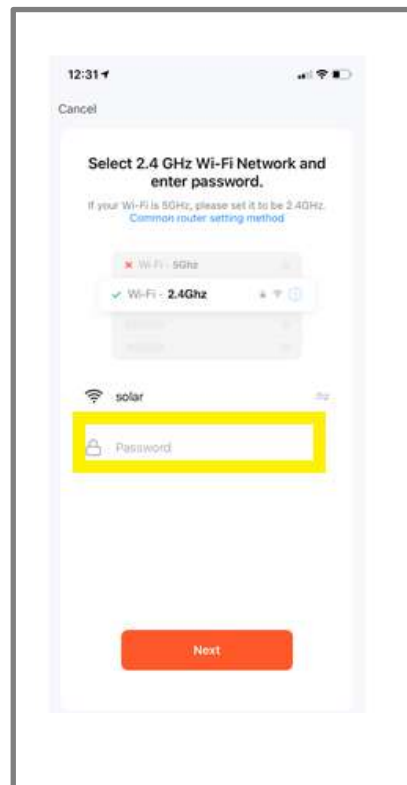 12:31
Cancel
Select 2.4 GHz Wi-Fi Network and
enter password.
If your Wi-Fi is 5GHz, please set it to be 2.4GHz.
Common router setting method
Wi-Fi - 5Ghz
Wi-Fi - 2.4Ghz
solar
Password
Next